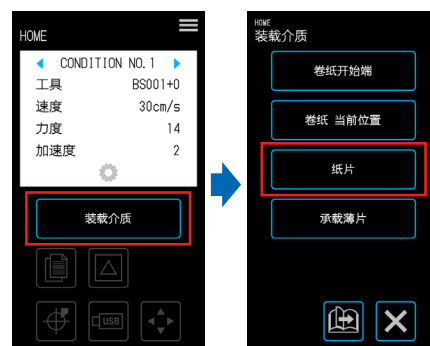 HOME
CONDITION NO.1
工具 BS001+0
速度 30cm/s
力度 14
加速度 2
装载介质
USB
HOME
装载介质
卷纸开始端
卷纸 当前位置
纸片
承载薄片